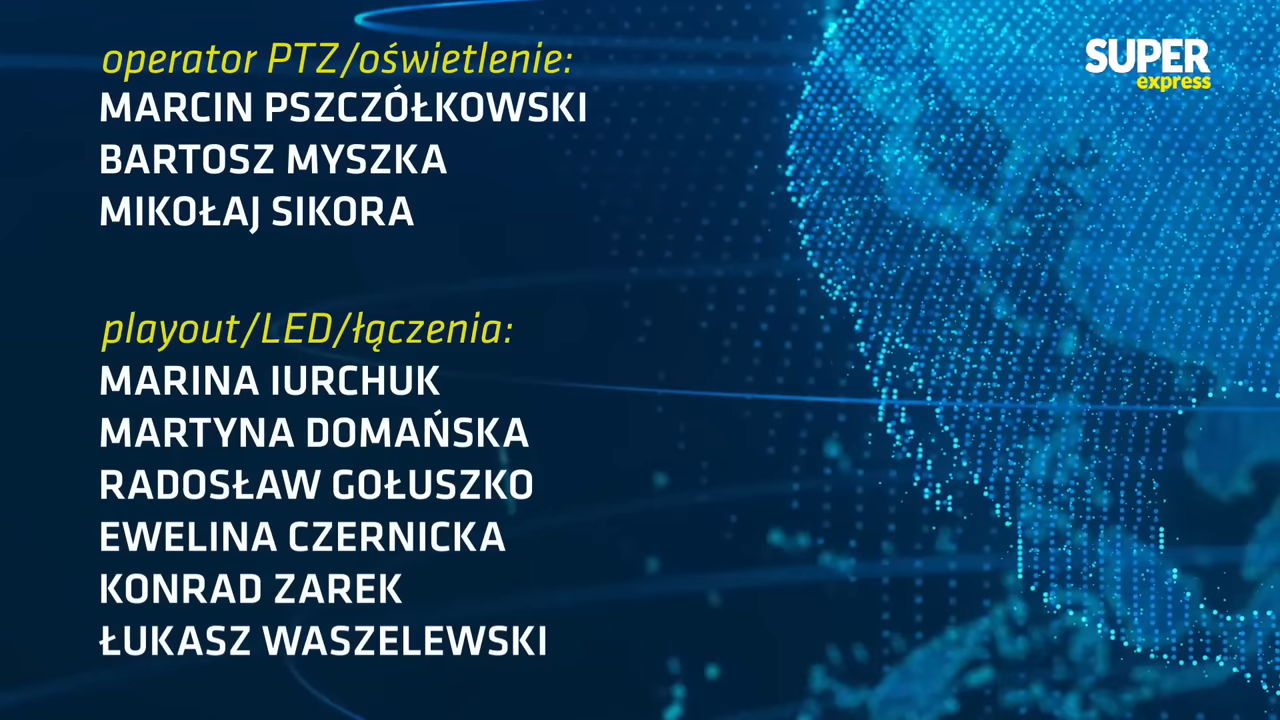 operator PTZ/oświetlenie:
MARCIN PSZCZÓŁKOWSKI
BARTOSZ MYSZKA
MIKOŁAJ SIKORA
playout/LED/łączenia:
MARINA IURCHUK
MARTYNA DOMAŃSKA
RADOSŁAW GOŁUSZKO
EWELINA CZERNICKA
KONRAD ZAREK
ŁUKASZ WASZELEWSKI
SUPER
express